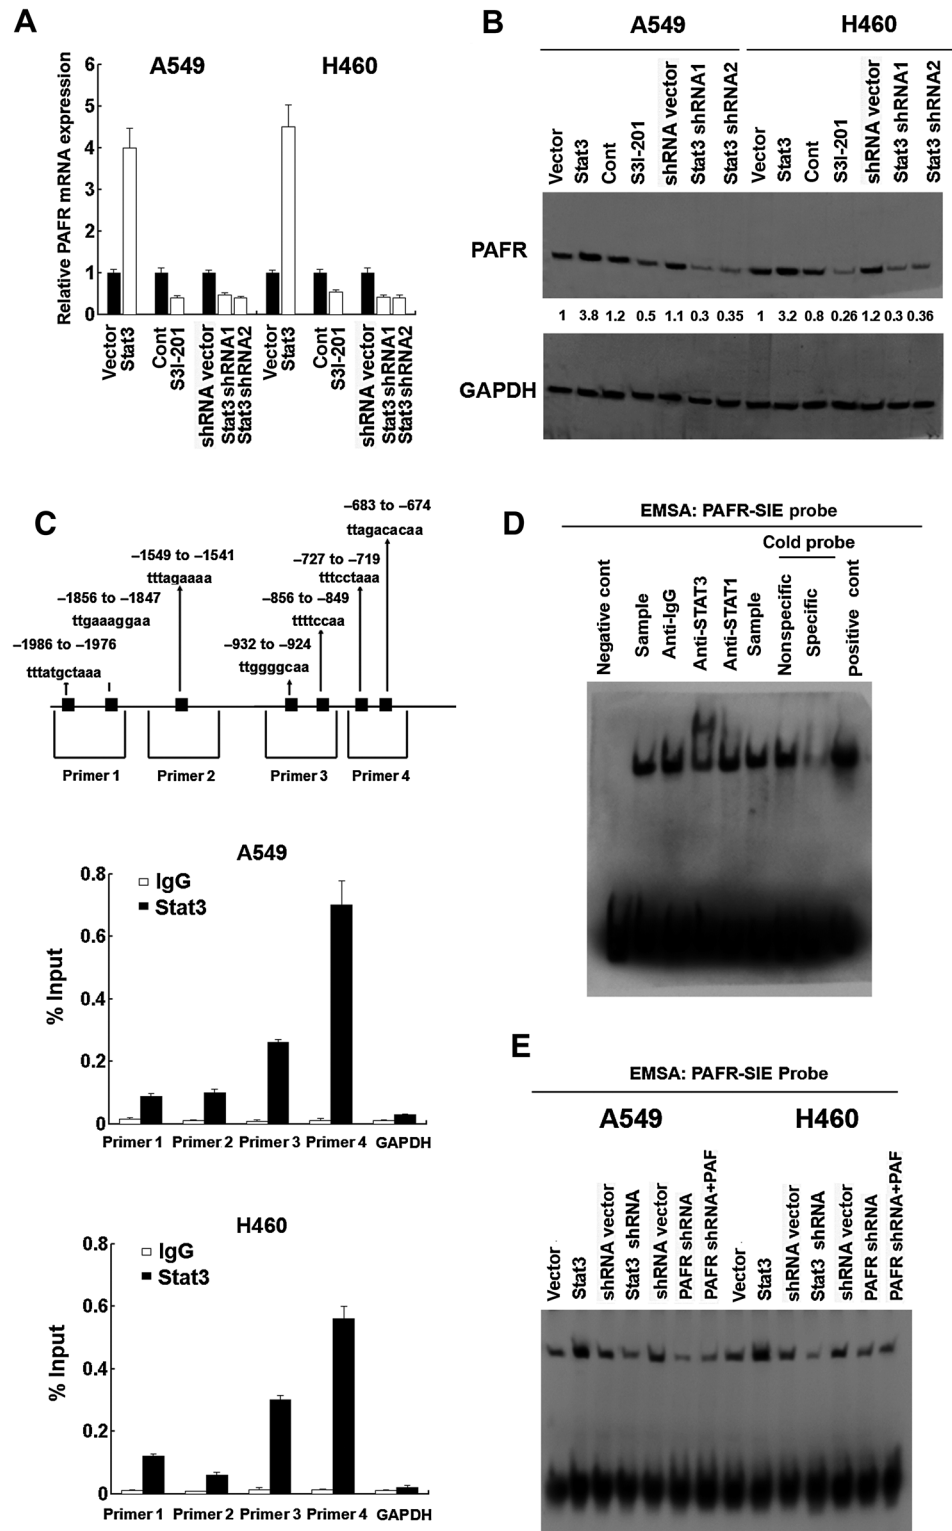 A
A549 H460
Relative PAFR mRNA expression
6
5
4
3
2
1
0
Vector
Stat3
Cont
S3I-201
shRNA vector
Stat3 shRNA1
Stat3 shRNA2
Vector
Stat3
Cont
S3I-201
shRNA vector
Stat3 shRNA1
Stat3 shRNA2
B
A549 H460
Vector
Stat3
Cont
S3I-201
shRNA vector
Stat3 shRNA1
Stat3 shRNA2
Vector
Stat3
Cont
S3I-201
shRNA vector
Stat3 shRNA1
Stat3 shRNA2
PAFR
1 3.8 1.2 0.5 1.1 0.3 0.35 1 3.2 0.8 0.26 1.2 0.3 0.36
GAPDH
C
–683 to –674
ttagacacaa
–1549 to –1541
tttagaaaa
–727 to –719
tttcctaaa
–1856 to –1847
ttgaaaggaa
–856 to –849
ttttccaa
–1986 to –1976
tttatgctaaa
–932 to –924
ttggggcaa
Primer 1 Primer 2 Primer 3 Primer 4
A549
IgG
Stat3
% Input
0.8
0.6
0.4
0.2
0
Primer 1 Primer 2 Primer 3 Primer 4 GAPDH
H460
IgG
Stat3
% Input
0.8
0.6
0.4
0.2
0
Primer 1 Primer 2 Primer 3 Primer 4 GAPDH
D
EMSA: PAFR-SIE probe
Cold probe
Negative cont
Sample
Anti-IgG
Anti-STAT3
Anti-STAT1
Sample
Nonspecific
Specific
Positive cont
E
EMSA: PAFR-SIE Probe
A549 H460
Vector
Stat3
shRNA vector
Stat3 shRNA
shRNA vector
PAFR shRNA
PAFR shRNA+PAF
Vector
Stat3
shRNA vector
Stat3 shRNA
shRNA vector
PAFR shRNA
PAFR shRNA+PAF